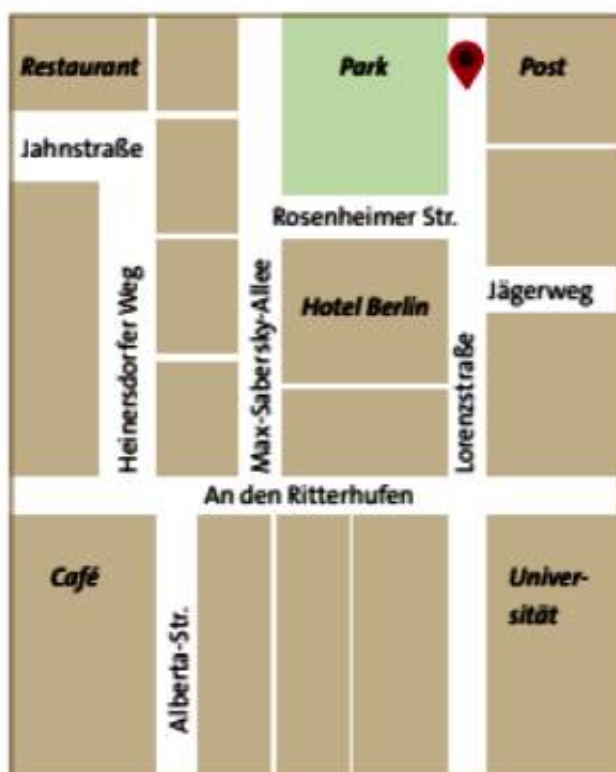 Restaurant
Park
Post
Jahnstraße
Rosenheimer Str.
Heinersdorfer Weg
Max-Sabersky-Allee
Hotel Berlin
Lorenzstraße
Jägerweg
An den Ritterhufen
Café
Alberta-Str.
Univer-
sität